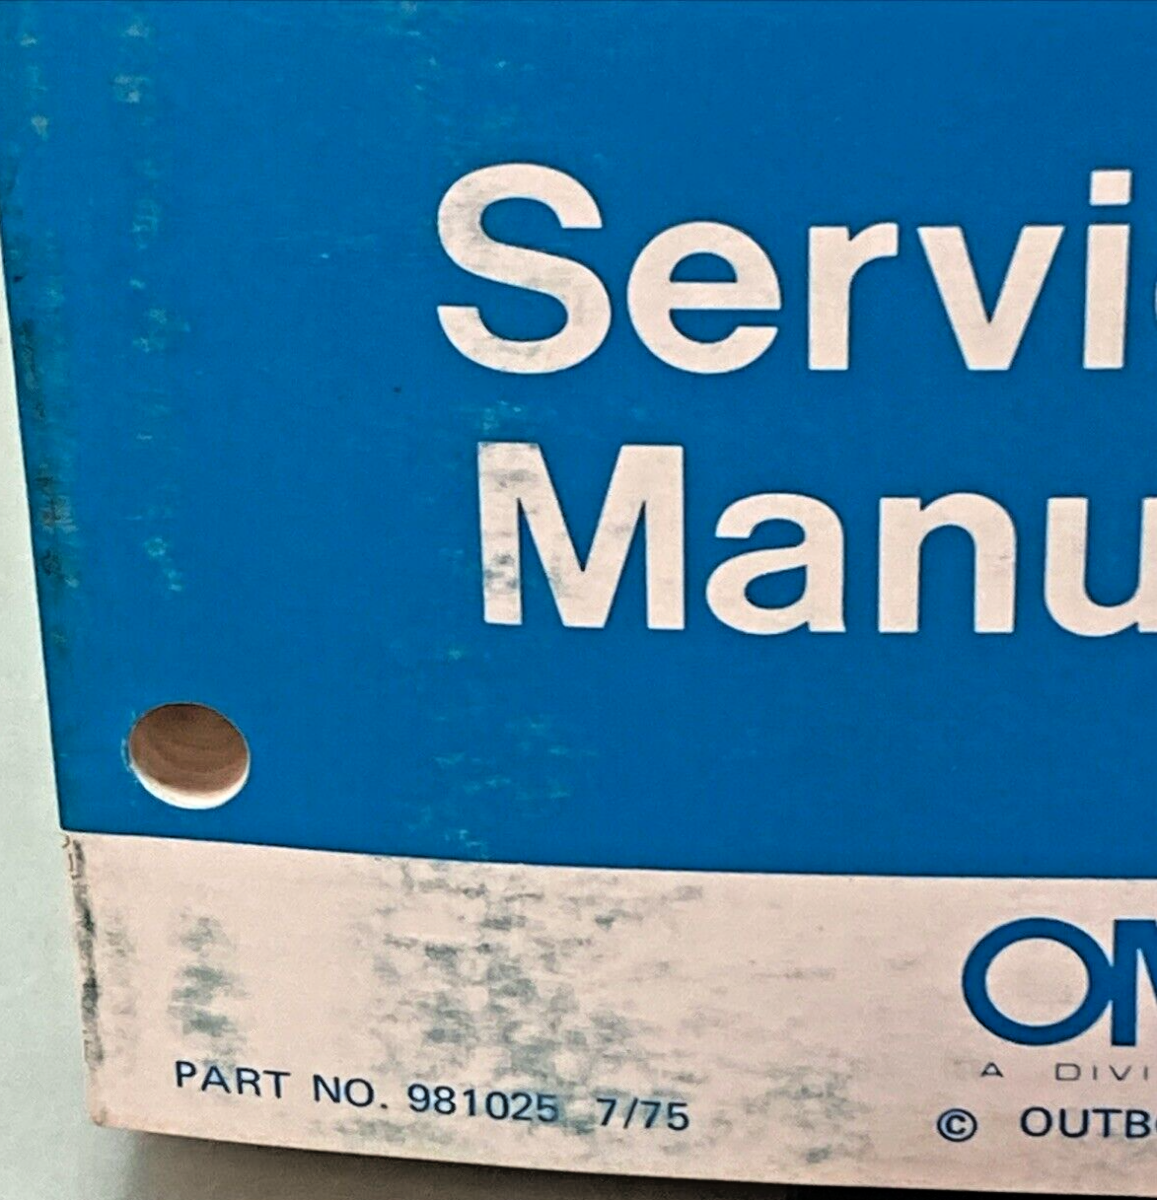 Servi
Manu
OM
A DIVI
PART NO. 981025 7/75
© OUTB